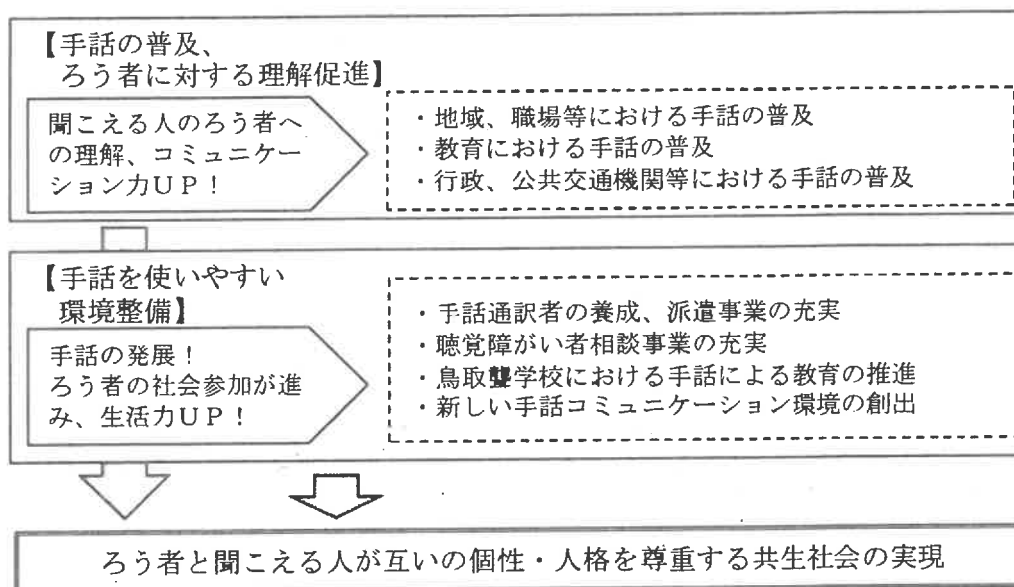 【手話の普及、
ろう者に対する理解促進】
聞こえる人のろう者へ
の理解、コミュニケー
ション力UP!
・地域、職場等における手話の普及
・教育における手話の普及
・行政、公共交通機関等における手話の普及
【手話を使いやすい
環境整備】
手話の発展!
ろう者の社会参加が進
み、生活力UP!
・手話通訳者の養成、派遣事業の充実
・聴覚障がい者相談事業の充実
・鳥取聾学校における手話による教育の推進
・新しい手話コミュニケーション環境の創出
ろう者と聞こえる人が互いの個性・人格を尊重する共生社会の実現